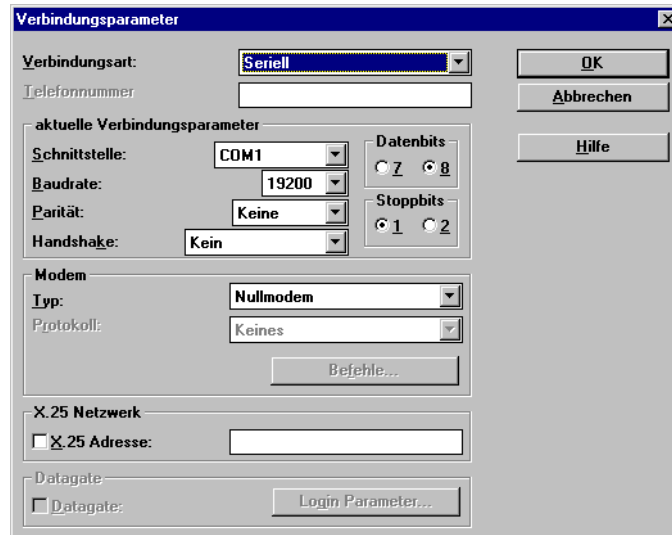 Verbindungsparameter
Verbindungsart: Seriell
OK
Telefonnummer
Abbrechen
aktuelle Verbindungsparameter
Hilfe
Schnittstelle: COM1
Datenbits
7 8
Baudrate: 19200
Parität: Keine
Stoppbits
1 2
Handshake: Kein
Modem
Typ: Nullmodem
Protokoll: Keines
Befehle...
X.25 Netzwerk
X.25 Adresse:
Datagate
Datagate: Login Parameter...